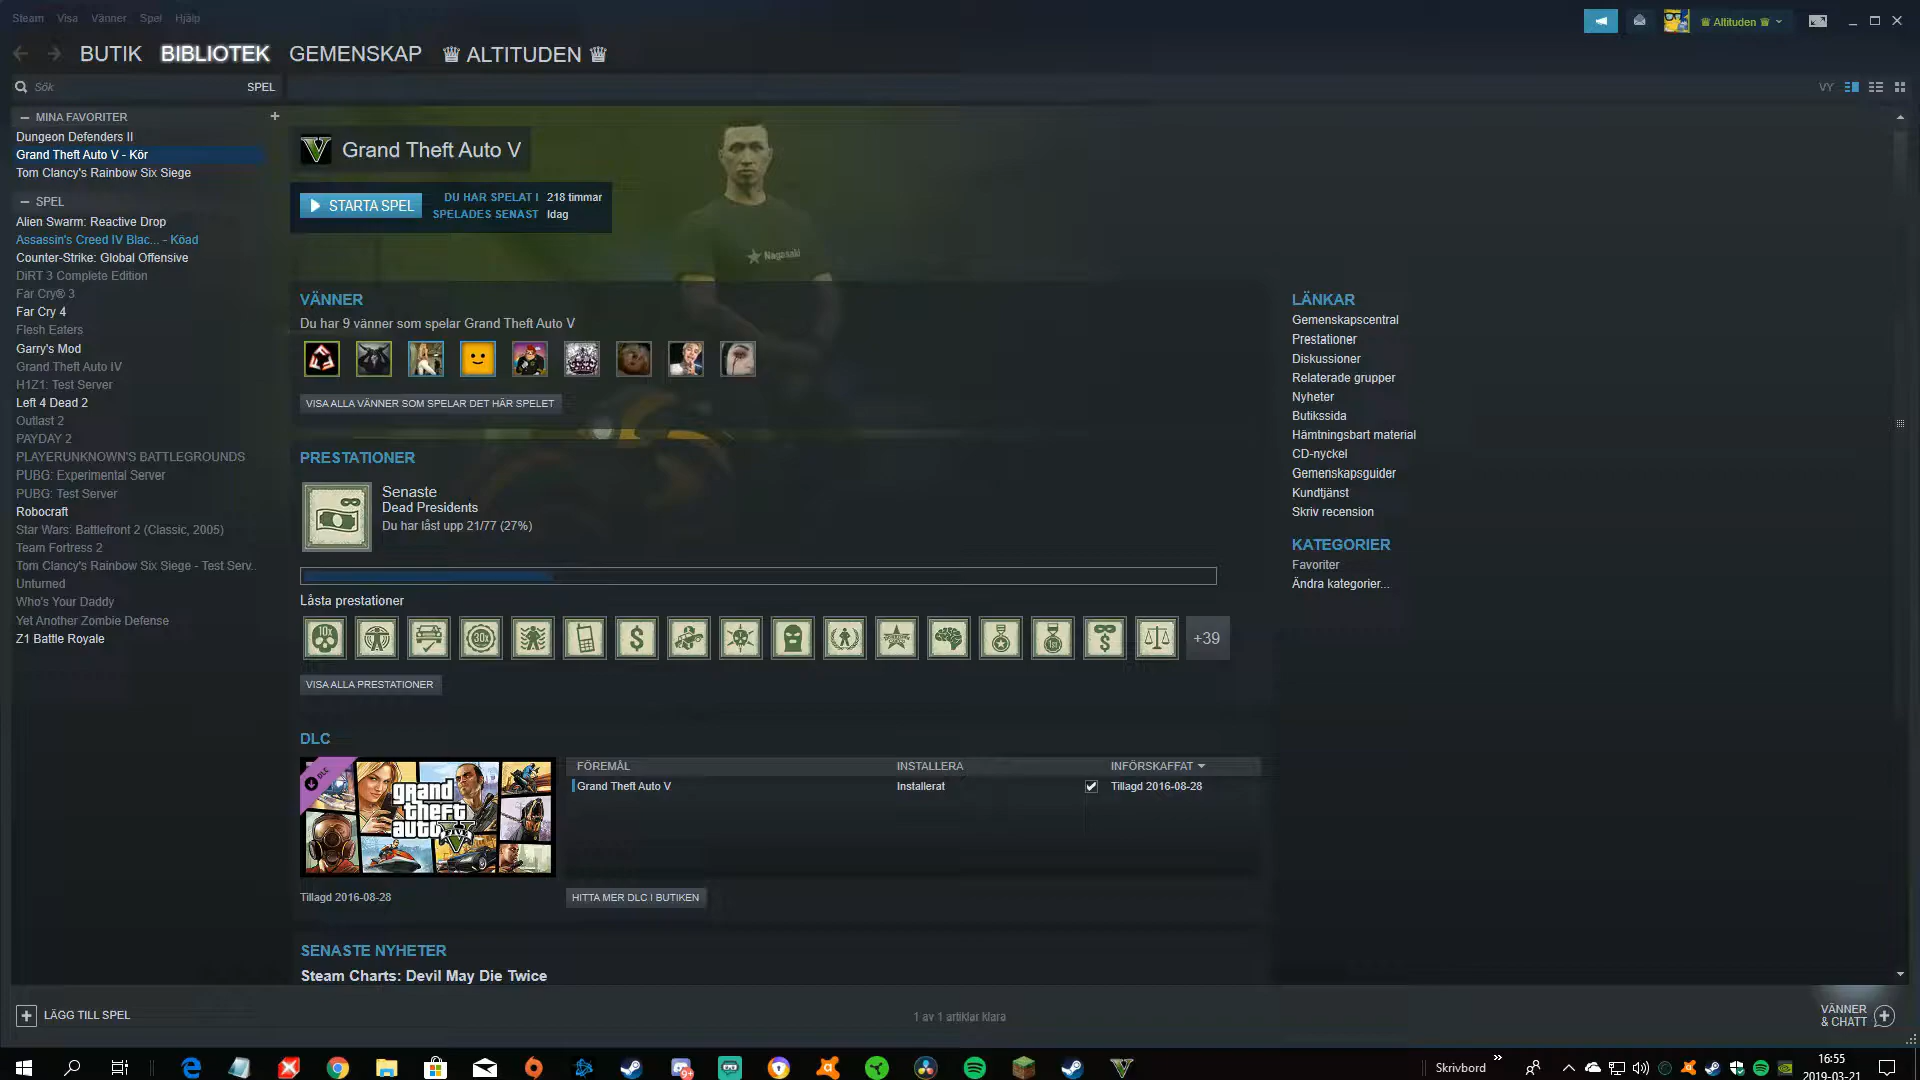 Steam Visa Vänner Spel Hjälp
♕ Altituden ♕
BUTIK BIBLIOTEK GEMENSKAP ♕ ALTITUDEN ♕
Sök SPEL
VY
— MINA FAVORITER +
Dungeon Defenders II
Grand Theft Auto V - Kör
Tom Clancy's Rainbow Six Siege
— SPEL
Alien Swarm: Reactive Drop
Assassin's Creed IV Blac... - Köad
Counter-Strike: Global Offensive
DiRT 3 Complete Edition
Far Cry® 3
Far Cry 4
Flesh Eaters
Garry's Mod
Grand Theft Auto IV
H1Z1: Test Server
Left 4 Dead 2
Outlast 2
PAYDAY 2
PLAYERUNKNOWN'S BATTLEGROUNDS
PUBG: Experimental Server
PUBG: Test Server
Robocraft
Star Wars: Battlefront 2 (Classic, 2005)
Team Fortress 2
Tom Clancy's Rainbow Six Siege - Test Serv..
Unturned
Who's Your Daddy
Yet Another Zombie Defense
Z1 Battle Royale
Grand Theft Auto V
STARTA SPEL
DU HAR SPELAT I 218 timmar
SPELADES SENAST Idag
Nagasaki
VÄNNER
Du har 9 vänner som spelar Grand Theft Auto V
VISA ALLA VÄNNER SOM SPELAR DET HÄR SPELET
PRESTATIONER
Senaste
Dead Presidents
Du har låst upp 21/77 (27%)
Låsta prestationer
10x
30x
+39
VISA ALLA PRESTATIONER
DLC
DLC
grand
theft
auto
FIVE
FÖREMÅL INSTALLERA INFÖRSKAFFAT
Grand Theft Auto V Installerat Tillagd 2016-08-28
Tillagd 2016-08-28
HITTA MER DLC I BUTIKEN
SENASTE NYHETER
Steam Charts: Devil May Die Twice
LÄNKAR
Gemenskapscentral
Prestationer
Diskussioner
Relaterade grupper
Nyheter
Butikssida
Hämtningsbart material
CD-nyckel
Gemenskapsguider
Kundtjänst
Skriv recension
KATEGORIER
Favoriter
Ändra kategorier...
LÄGG TILL SPEL
1 av 1 artiklar klara
VÄNNER
& CHATT
9+
Skrivbord
16:55
2019-03-21